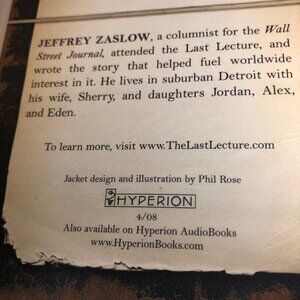 JEFFREY ZASLOW, a columnist for the Wall
Street Journal, attended the Last Lecture, and
wrote the story that helped fuel worldwide
interest in it. He lives in suburban Detroit with
his wife, Sherry, and daughters Jordan, Alex,
and Eden.
To learn more, visit www.TheLastLecture.com
Jacket design and illustration by Phil Rose
HYPERION
4/08
Also available on Hyperion AudioBooks
www.HyperionBooks.com